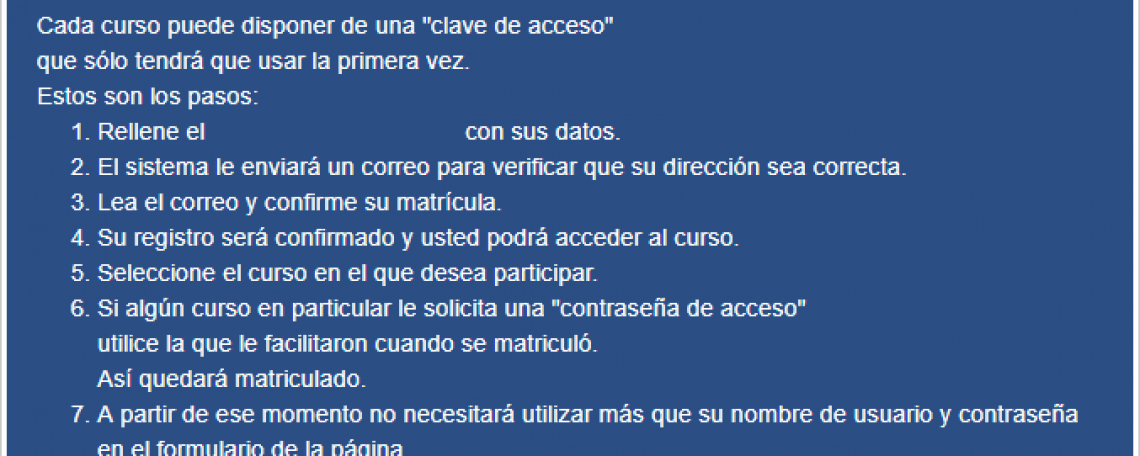 Cada curso puede disponer de una "clave de acceso"
que sólo tendrá que usar la primera vez.
Estos son los pasos:
1. Rellene el con sus datos.
2. El sistema le enviará un correo para verificar que su dirección sea correcta.
3. Lea el correo y confirme su matrícula.
4. Su registro será confirmado y usted podrá acceder al curso.
5. Seleccione el curso en el que desea participar.
6. Si algún curso en particular le solicita una "contraseña de acceso"
utilice la que le facilitaron cuando se matriculó.
Así quedará matriculado.
7. A partir de ese momento no necesitará utilizar más que su nombre de usuario y contraseña
en el formulario de la página